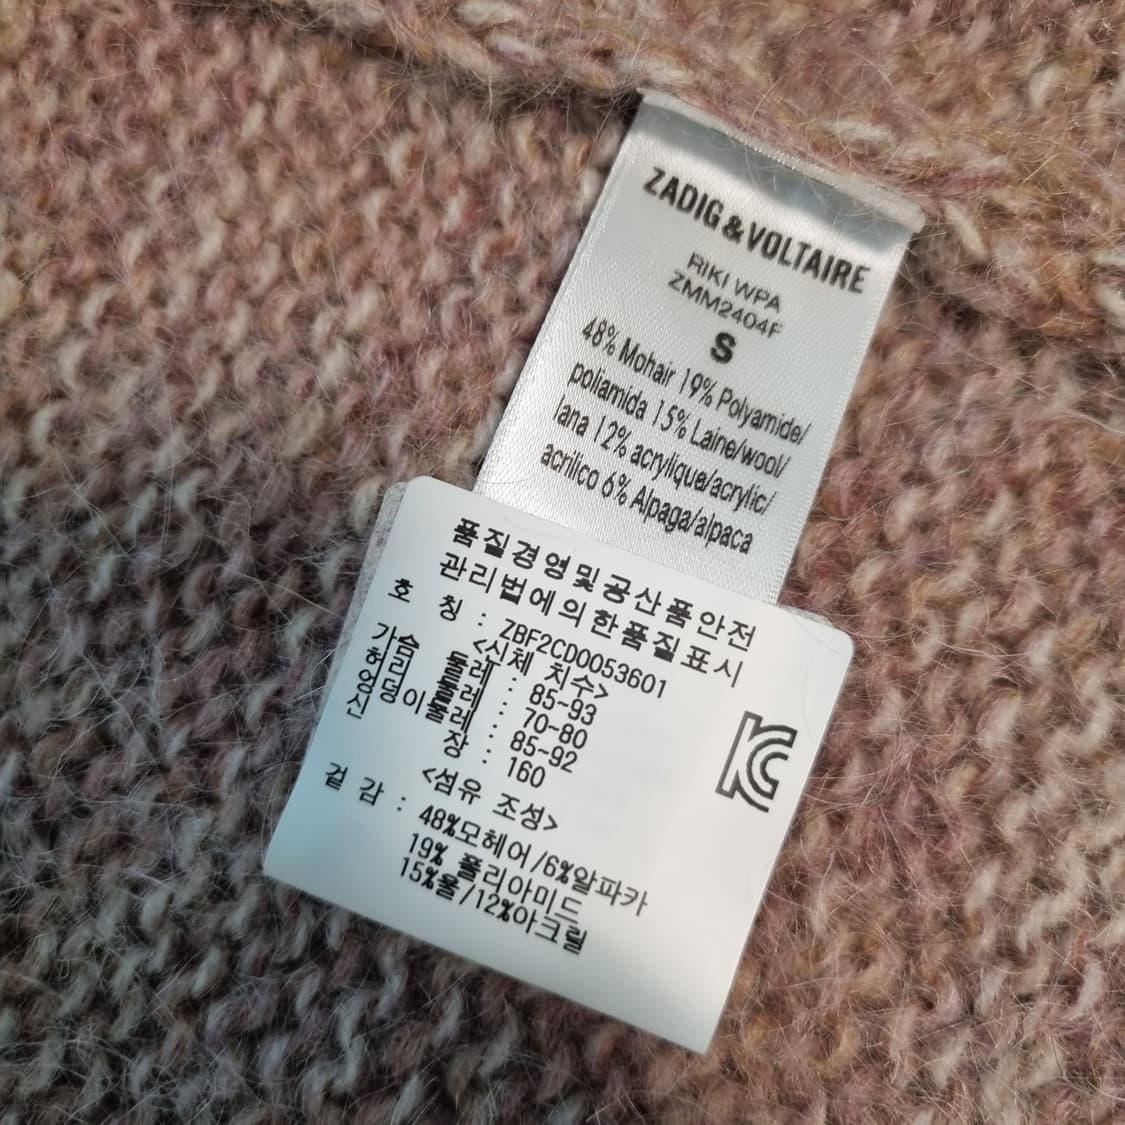 ZADIG & VOLTAIRE
RIKI WPA
ZMM2404F
S
48% Mohair 19% Polyamide/
poliamida 15% Laine/wool/
lana 12% acrylique/acrylic/
acrilico 6% Alpaga/alpaca
품질경영및공산품안전
관리법에의한품질표시
호 칭 : ZBF2CD0053601
<신체 치수>
가슴 둘레 : 85-93
허리 둘레 : 70-80
엉덩이 둘레 : 85-92
신 장 : 160
<섬유 조성>
겉 감 : 48%모헤어/6%알파카
19% 폴리아미드
15%울/12%아크릴
KC